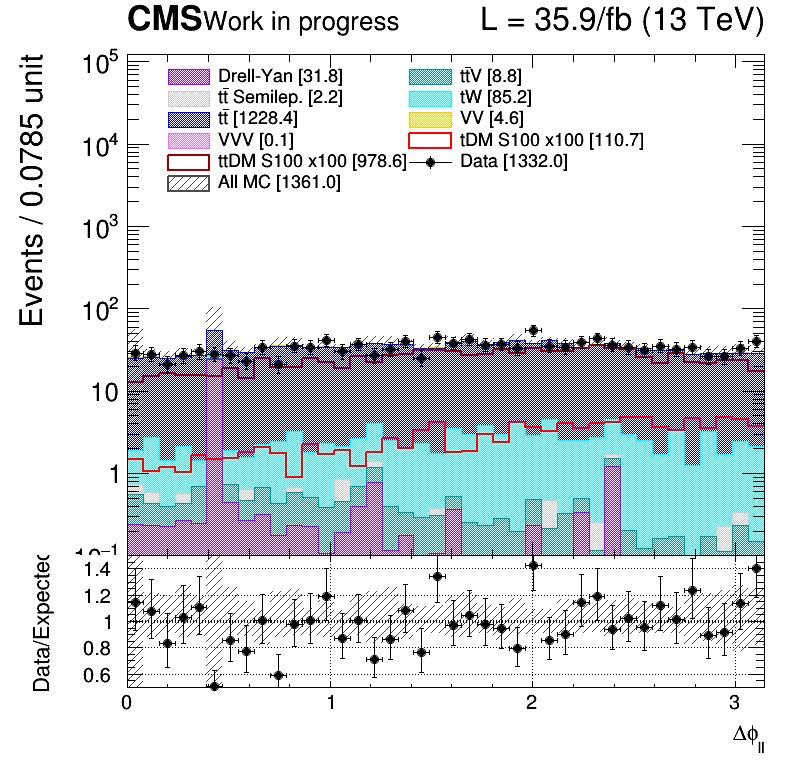 CMS Work in progress L = 35.9/fb (13 TeV)
Events / 0.0785 unit
10⁵
10⁴
10³
10²
10
1
10⁻¹
Drell-Yan [31.8]
tt̄V [8.8]
tt̄ Semilep. [2.2]
tW [85.2]
tt̄ [1228.4]
VV [4.6]
VVV [0.1]
tDM S100 x100 [110.7]
ttDM S100 x100 [978.6]
Data [1332.0]
All MC [1361.0]
Data/Expected
1.4
1.2
1
0.8
0.6
0 1 2 3
Δϕ_ll